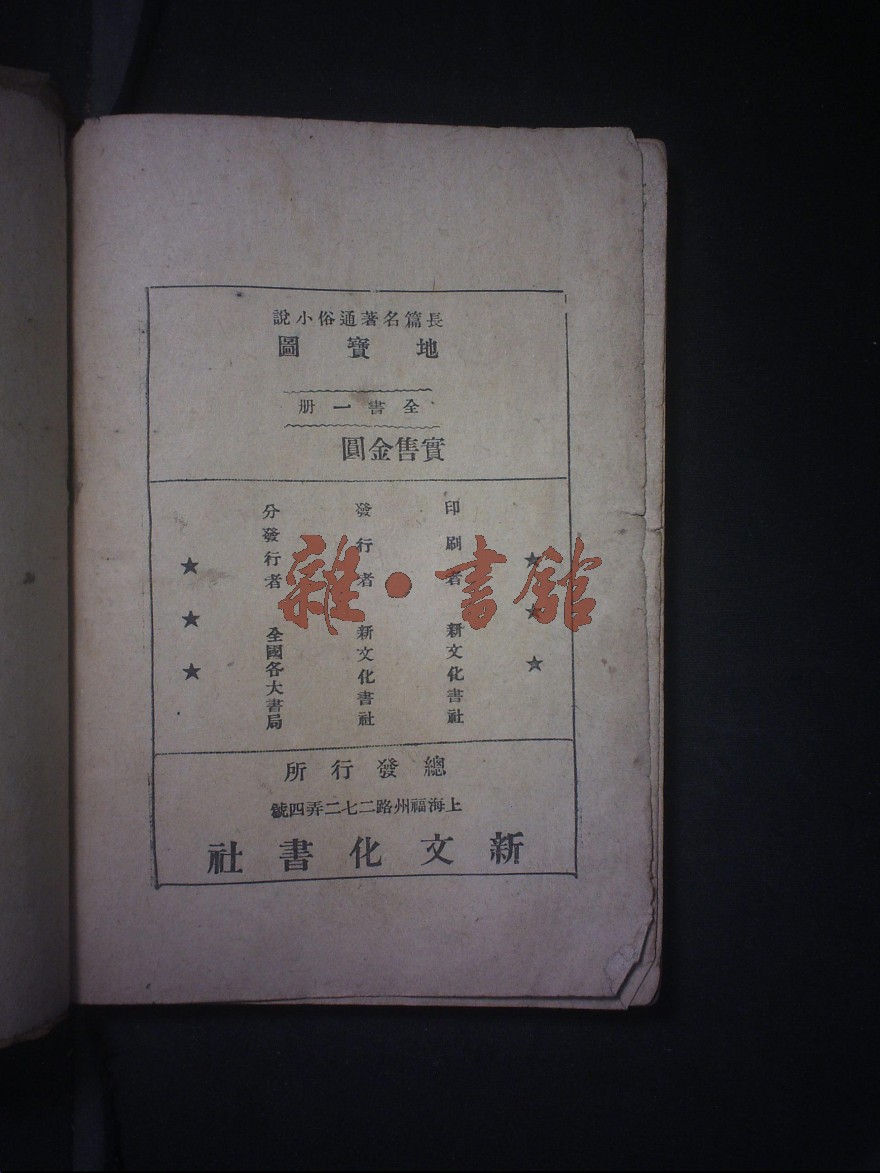 長篇名著通俗小說
地寶圖
全書一册
實售金圓
印刷者 新文化書社
發行者 新文化書社
分發行者 全國各大書局
總發行所
上海福州路二七二弄四號
新文化書社
雜·書館